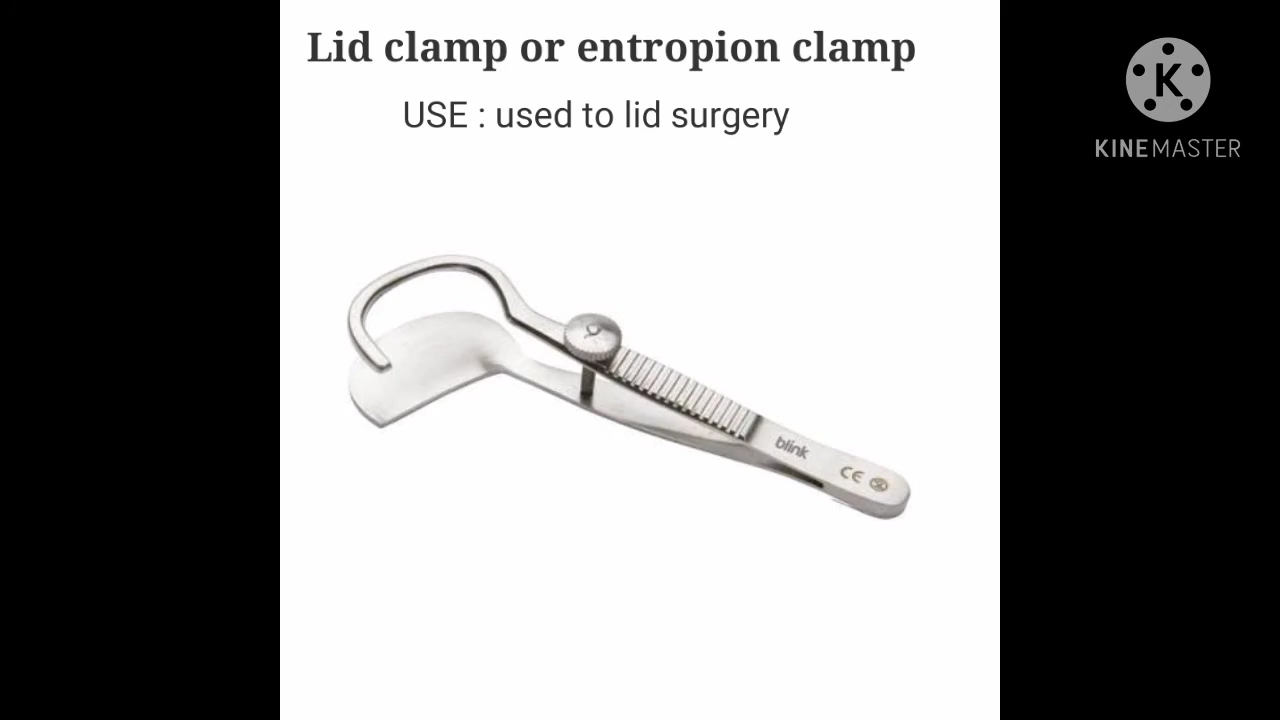 Lid clamp or entropion clamp
USE : used to lid surgery
K
KINEMASTER
blink
CE